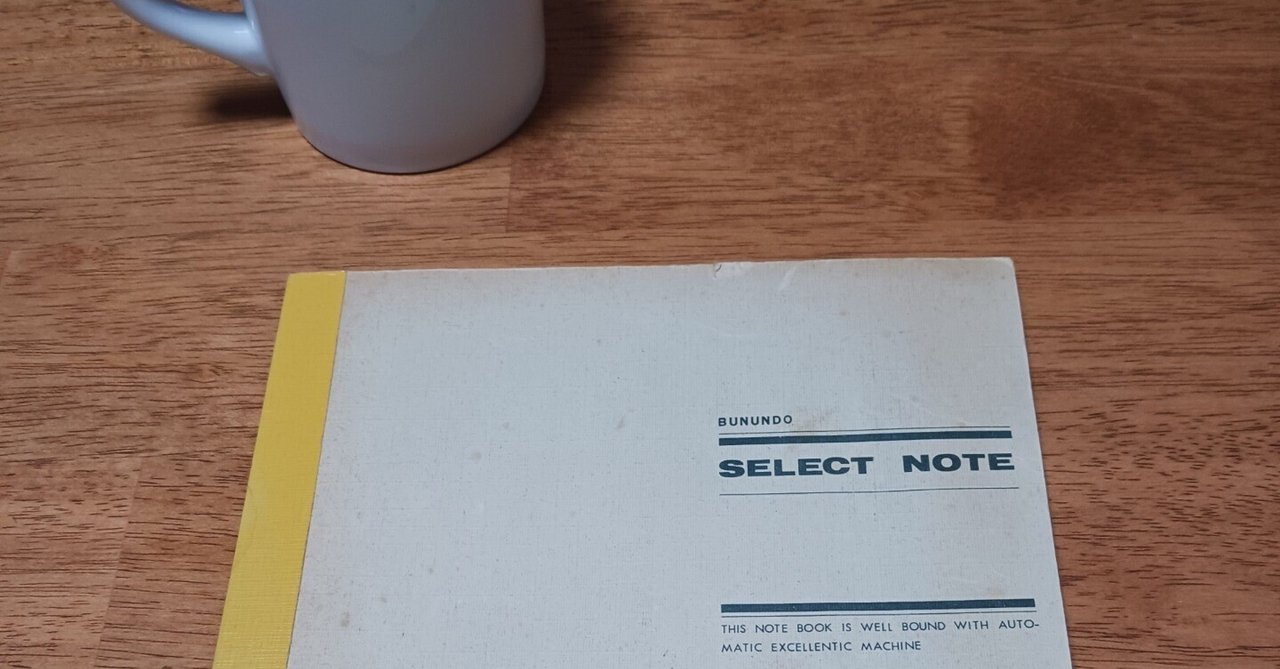 BUNUNDO
SELECT NOTE
THIS NOTE BOOK IS WELL BOUND WITH AUTO-
MATIC EXCELLENTIC MACHINE